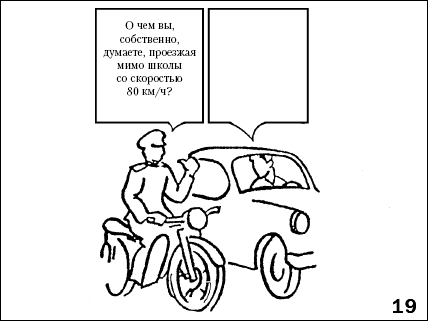 О чем вы,
собственно,
думаете, проезжая
мимо школы
со скоростью
80 км/ч?
19